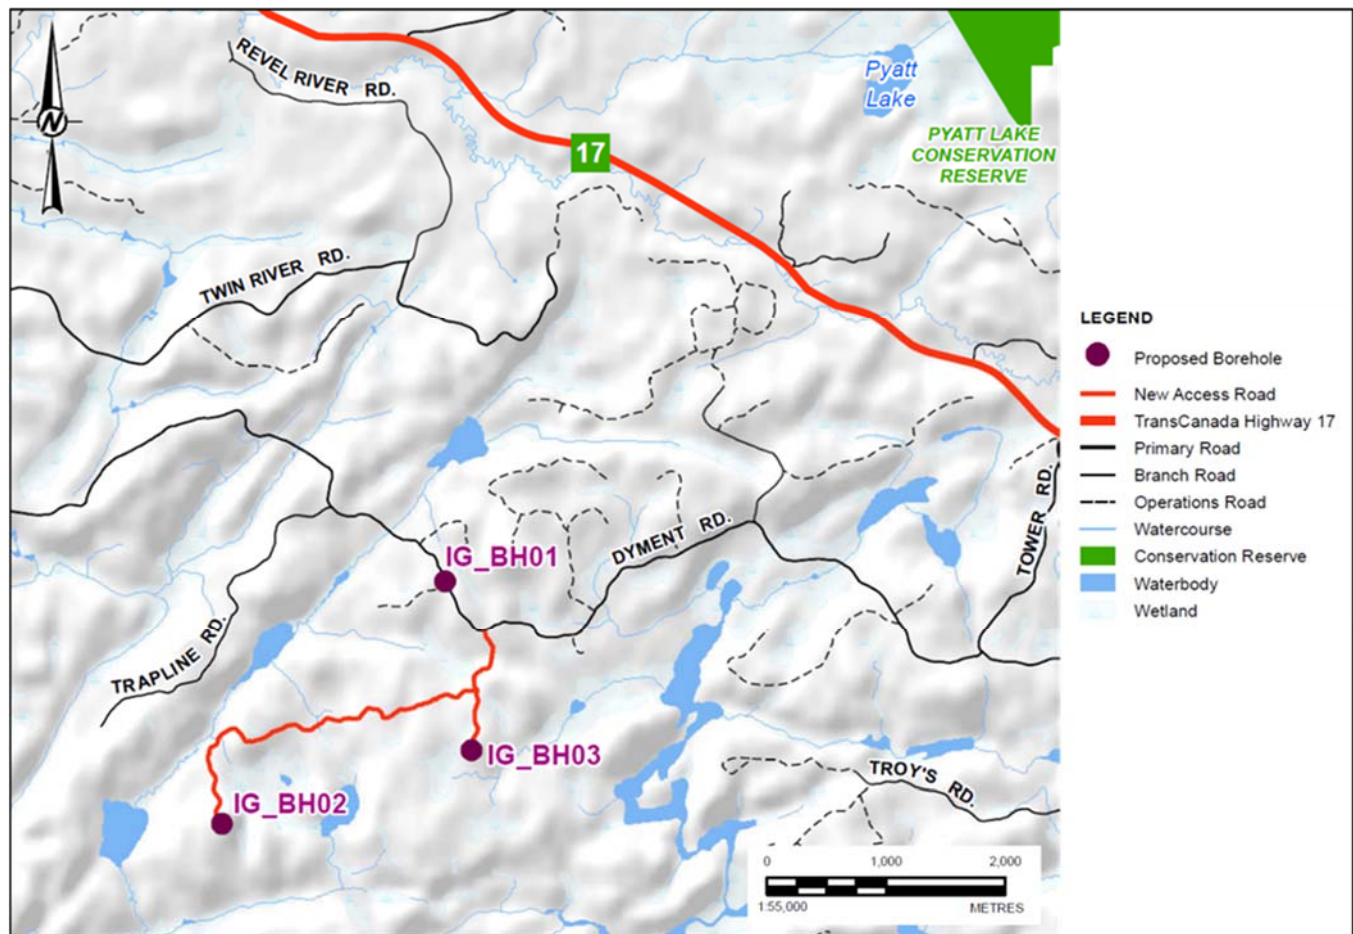 REVEL RIVER RD.
N
Pyatt
Lake
17
PYATT LAKE
CONSERVATION
RESERVE
TWIN RIVER RD.
IG_BH01
DYMENT RD.
TOWER RD.
TRAPLINE RD.
IG_BH03
IG_BH02
TROY'S RD.
0 1,000 2,000
1:55,000 METRES
LEGEND
Proposed Borehole
New Access Road
TransCanada Highway 17
Primary Road
Branch Road
Operations Road
Watercourse
Conservation Reserve
Waterbody
Wetland